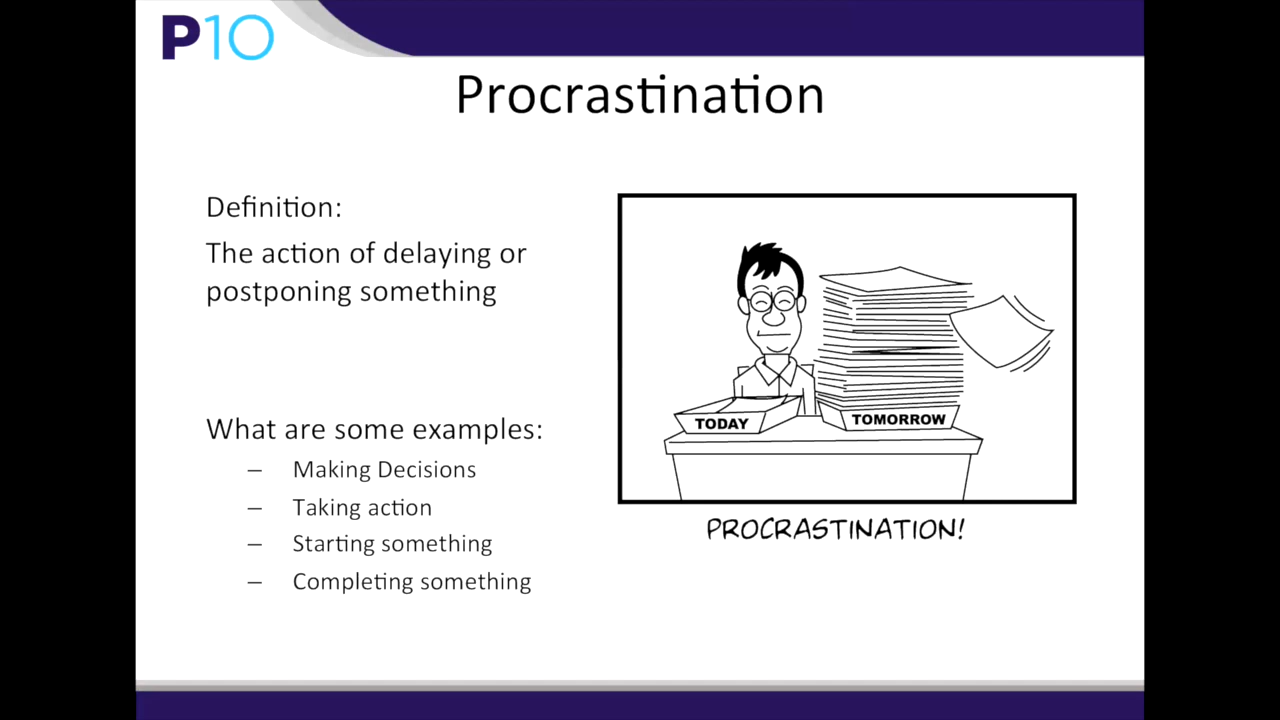 P10
Procrastination
Definition:
The action of delaying or
postponing something
What are some examples:
– Making Decisions
– Taking action
– Starting something
– Completing something
TODAY
TOMORROW
PROCRASTINATION!